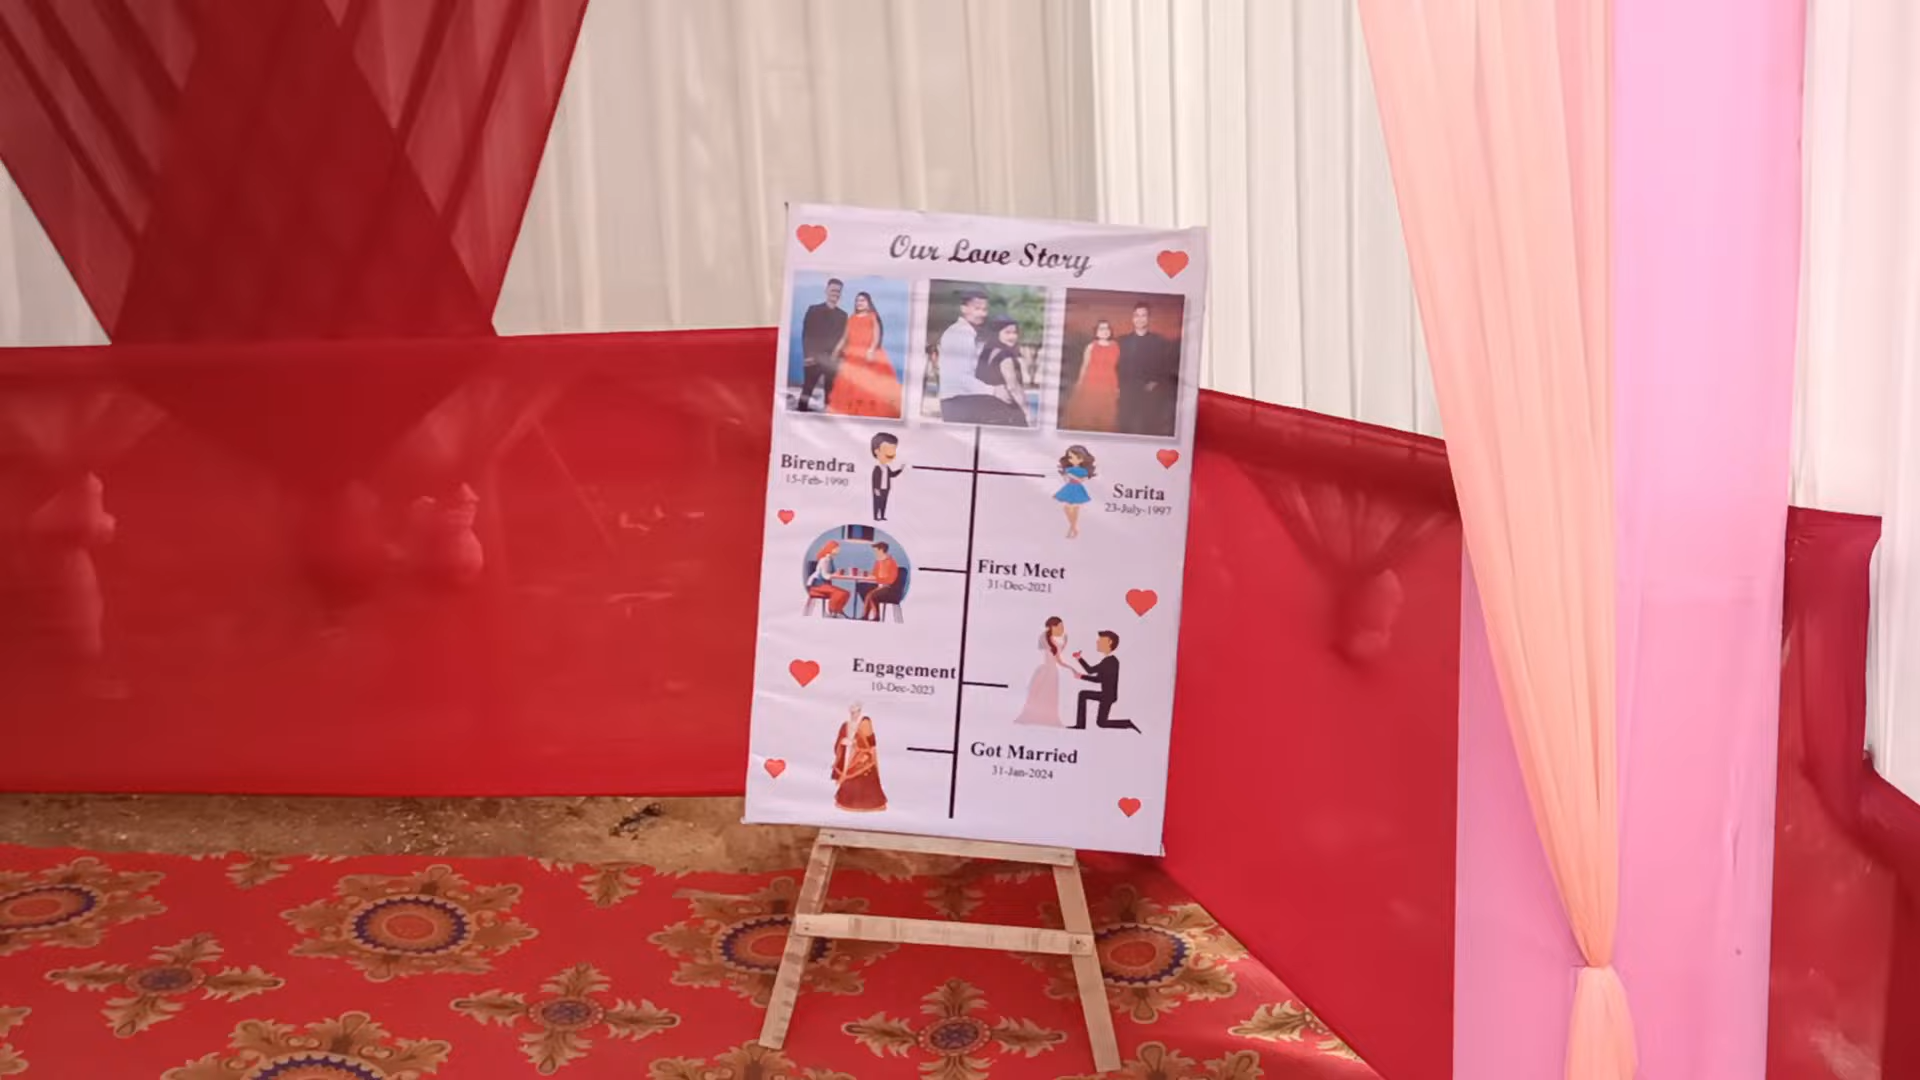 Our Love Story
Birendra
15-Feb-1990
Sarita
23-July-1997
First Meet
31-Dec-2021
Engagement
10-Dec-2023
Got Married
31-Jan-2024